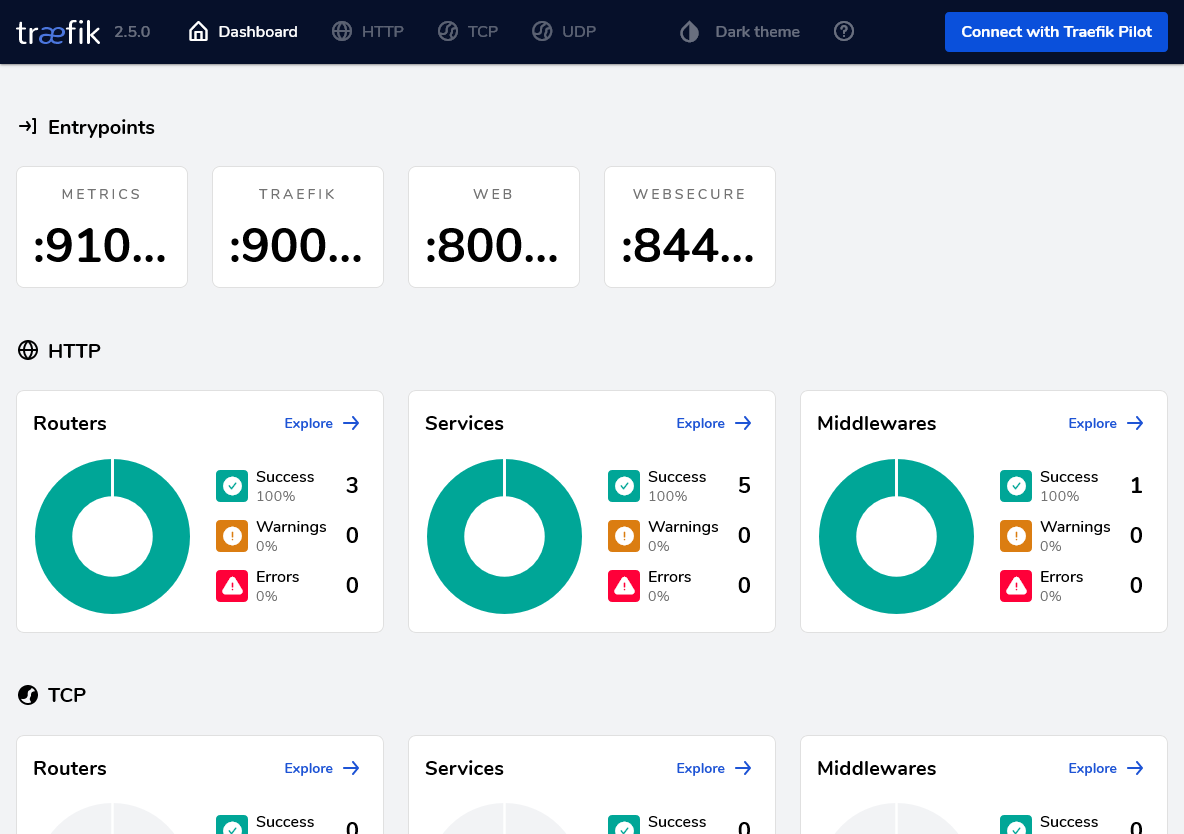 træfik 2.5.0 Dashboard HTTP TCP UDP Dark theme Connect with Traefik Pilot
Entrypoints
METRICS TRAEFIK WEB WEBSECURE
:910... :900... :800... :844...
HTTP
Routers Explore Services Explore Middlewares Explore
Success 3 Success 5 Success 1
100% 100% 100%
Warnings 0 Warnings 0 Warnings 0
0% 0% 0%
Errors 0 Errors 0 Errors 0
0% 0% 0%
TCP
Routers Explore Services Explore Middlewares Explore
Success 0 Success 0 Success 0